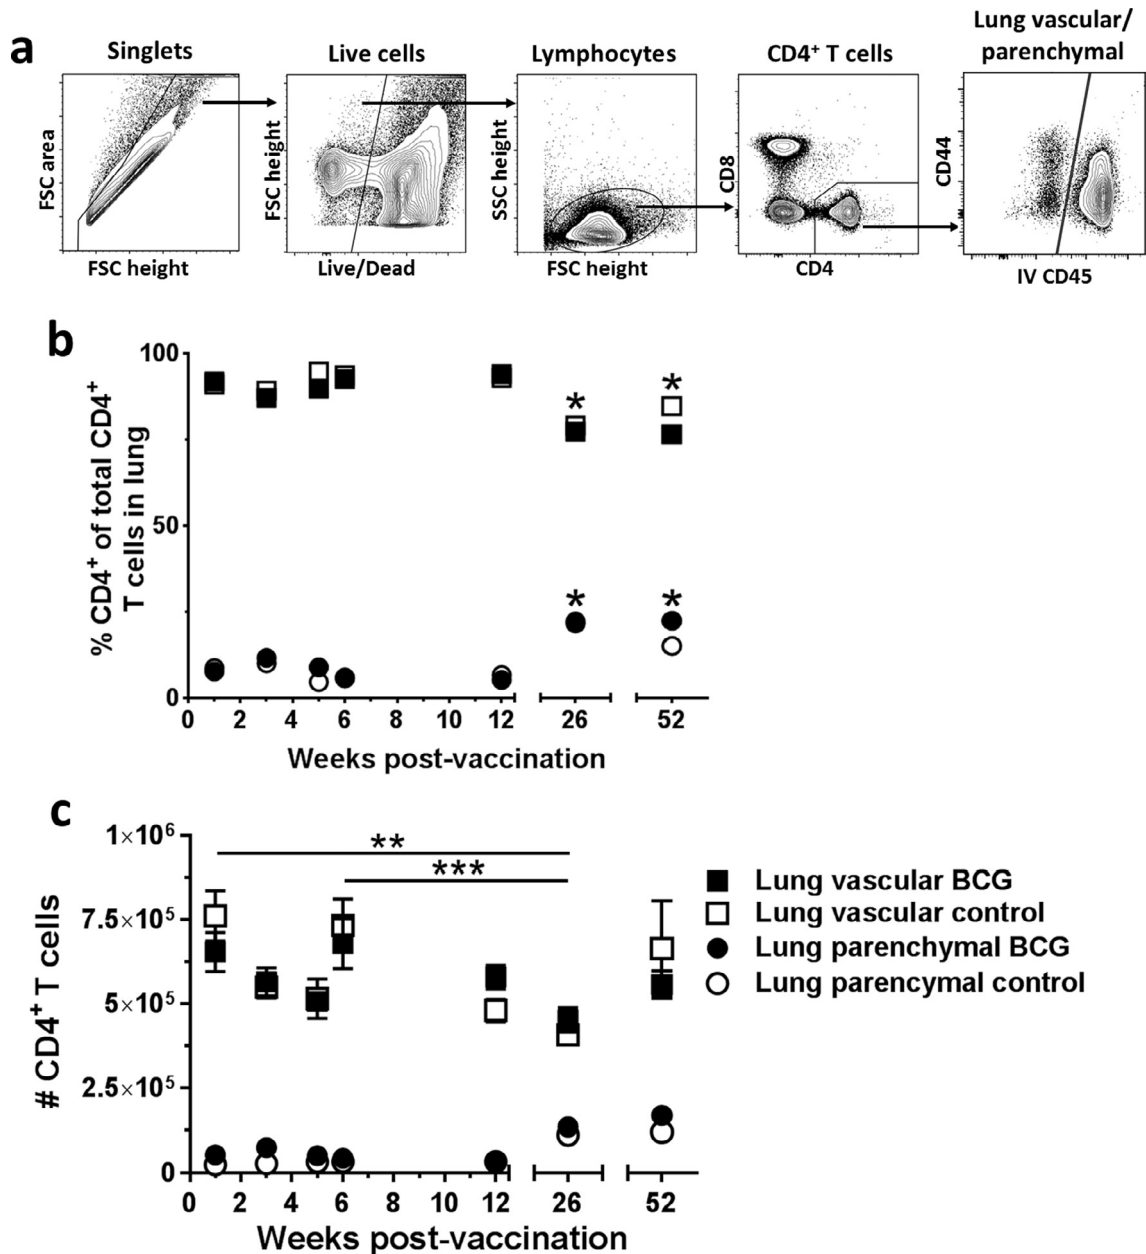 a
Singlets
Live cells
Lymphocytes
CD4⁺ T cells
Lung vascular/
parenchymal
FSC area
FSC height
FSC height
Live/Dead
SSC height
FSC height
CD8
CD4
CD44
IV CD45
b
% CD4⁺ of total CD4⁺
T cells in lung
100
50
0
* *
* *
0 2 4 6 8 10 12 26 52
Weeks post-vaccination
c
# CD4⁺ T cells
1×10⁶
7.5×10⁵
5×10⁵
2.5×10⁵
0
**
***
0 2 4 6 8 10 12 26 52
Weeks post-vaccination
Lung vascular BCG
Lung vascular control
Lung parenchymal BCG
Lung parencymal control